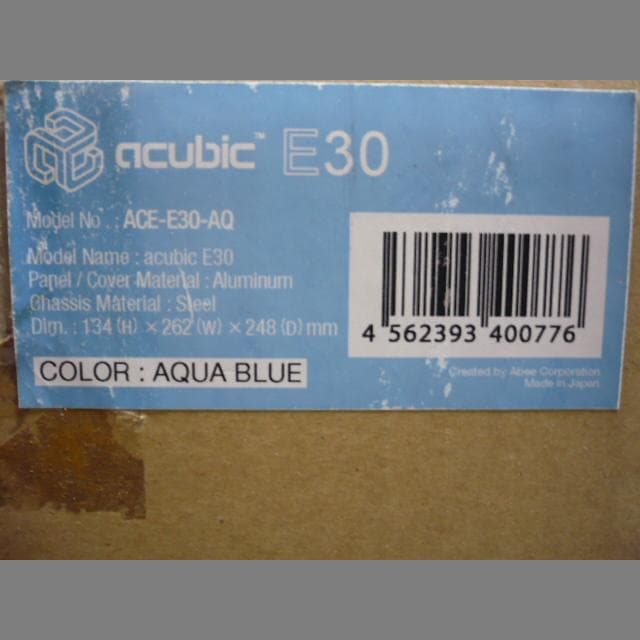 acubic™ E30
Model No. : ACE-E30-AQ
Model Name : acubic E30
Panel / Cover Material : Aluminum
Chassis Material : Steel
Dim. : 134 (H) × 262 (W) × 248 (D) mm
COLOR : AQUA BLUE
4 562393 400776
Created by Abee Corporation
Made in Japan